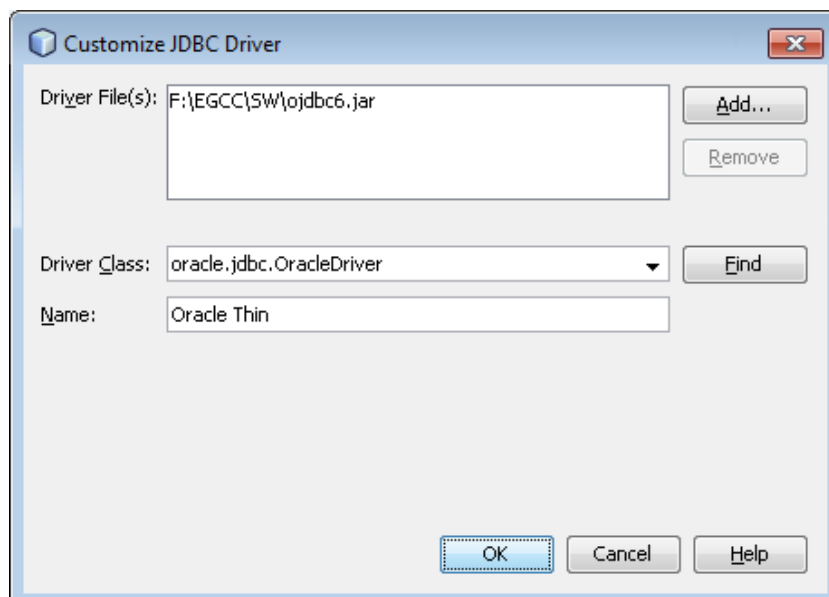 Customize JDBC Driver
Driver File(s): F:\EGCC\SW\ojdbc6.jar Add...
Remove
Driver Class: oracle.jdbc.OracleDriver Find
Name: Oracle Thin
OK Cancel Help